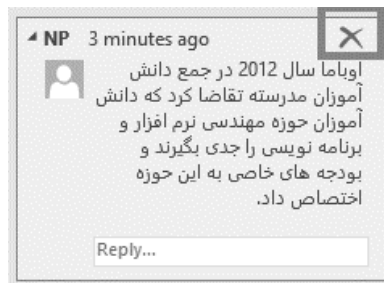 NP 3 minutes ago
اوباما سال 2012 در جمع دانش
آموزان مدرسه تقاضا کرد که دانش
آموزان حوزه مهندسی نرم افزار و
برنامه نویسی را جدی بگیرند و
بودجه های خاصی به این حوزه
اختصاص داد.
Reply...